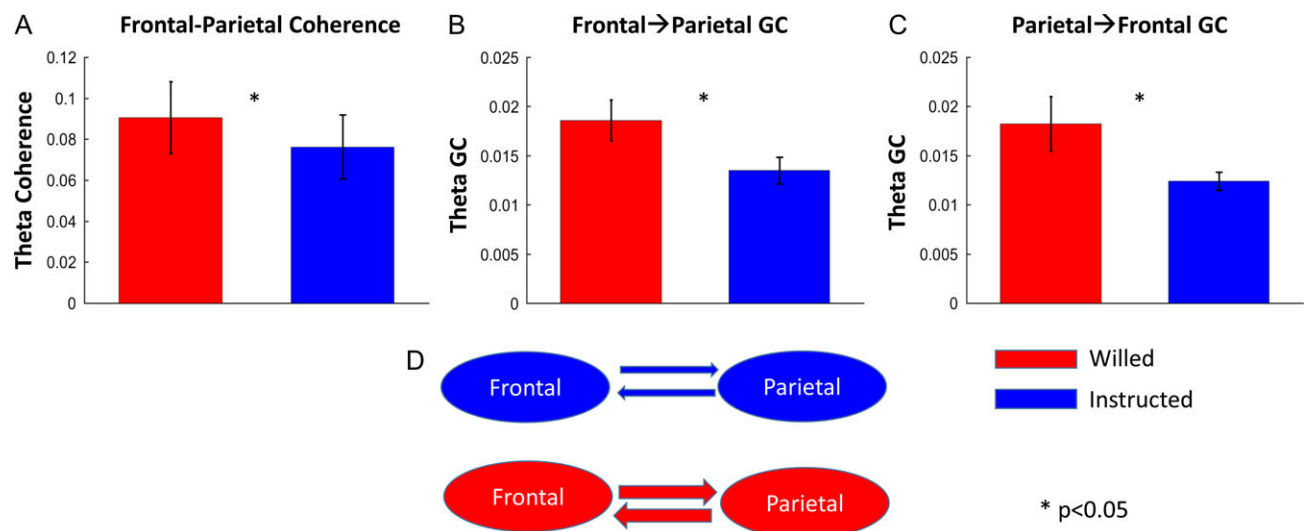 A
Frontal-Parietal Coherence
0.12
0.1
0.08
0.06
0.04
0.02
0
Theta Coherence
*
B
Frontal→Parietal GC
0.025
0.02
0.015
0.01
0.005
0
Theta GC
*
C
Parietal→Frontal GC
0.025
0.02
0.015
0.01
0.005
0
Theta GC
*
D
Frontal
Parietal
Frontal
Parietal
Willed
Instructed
* p<0.05